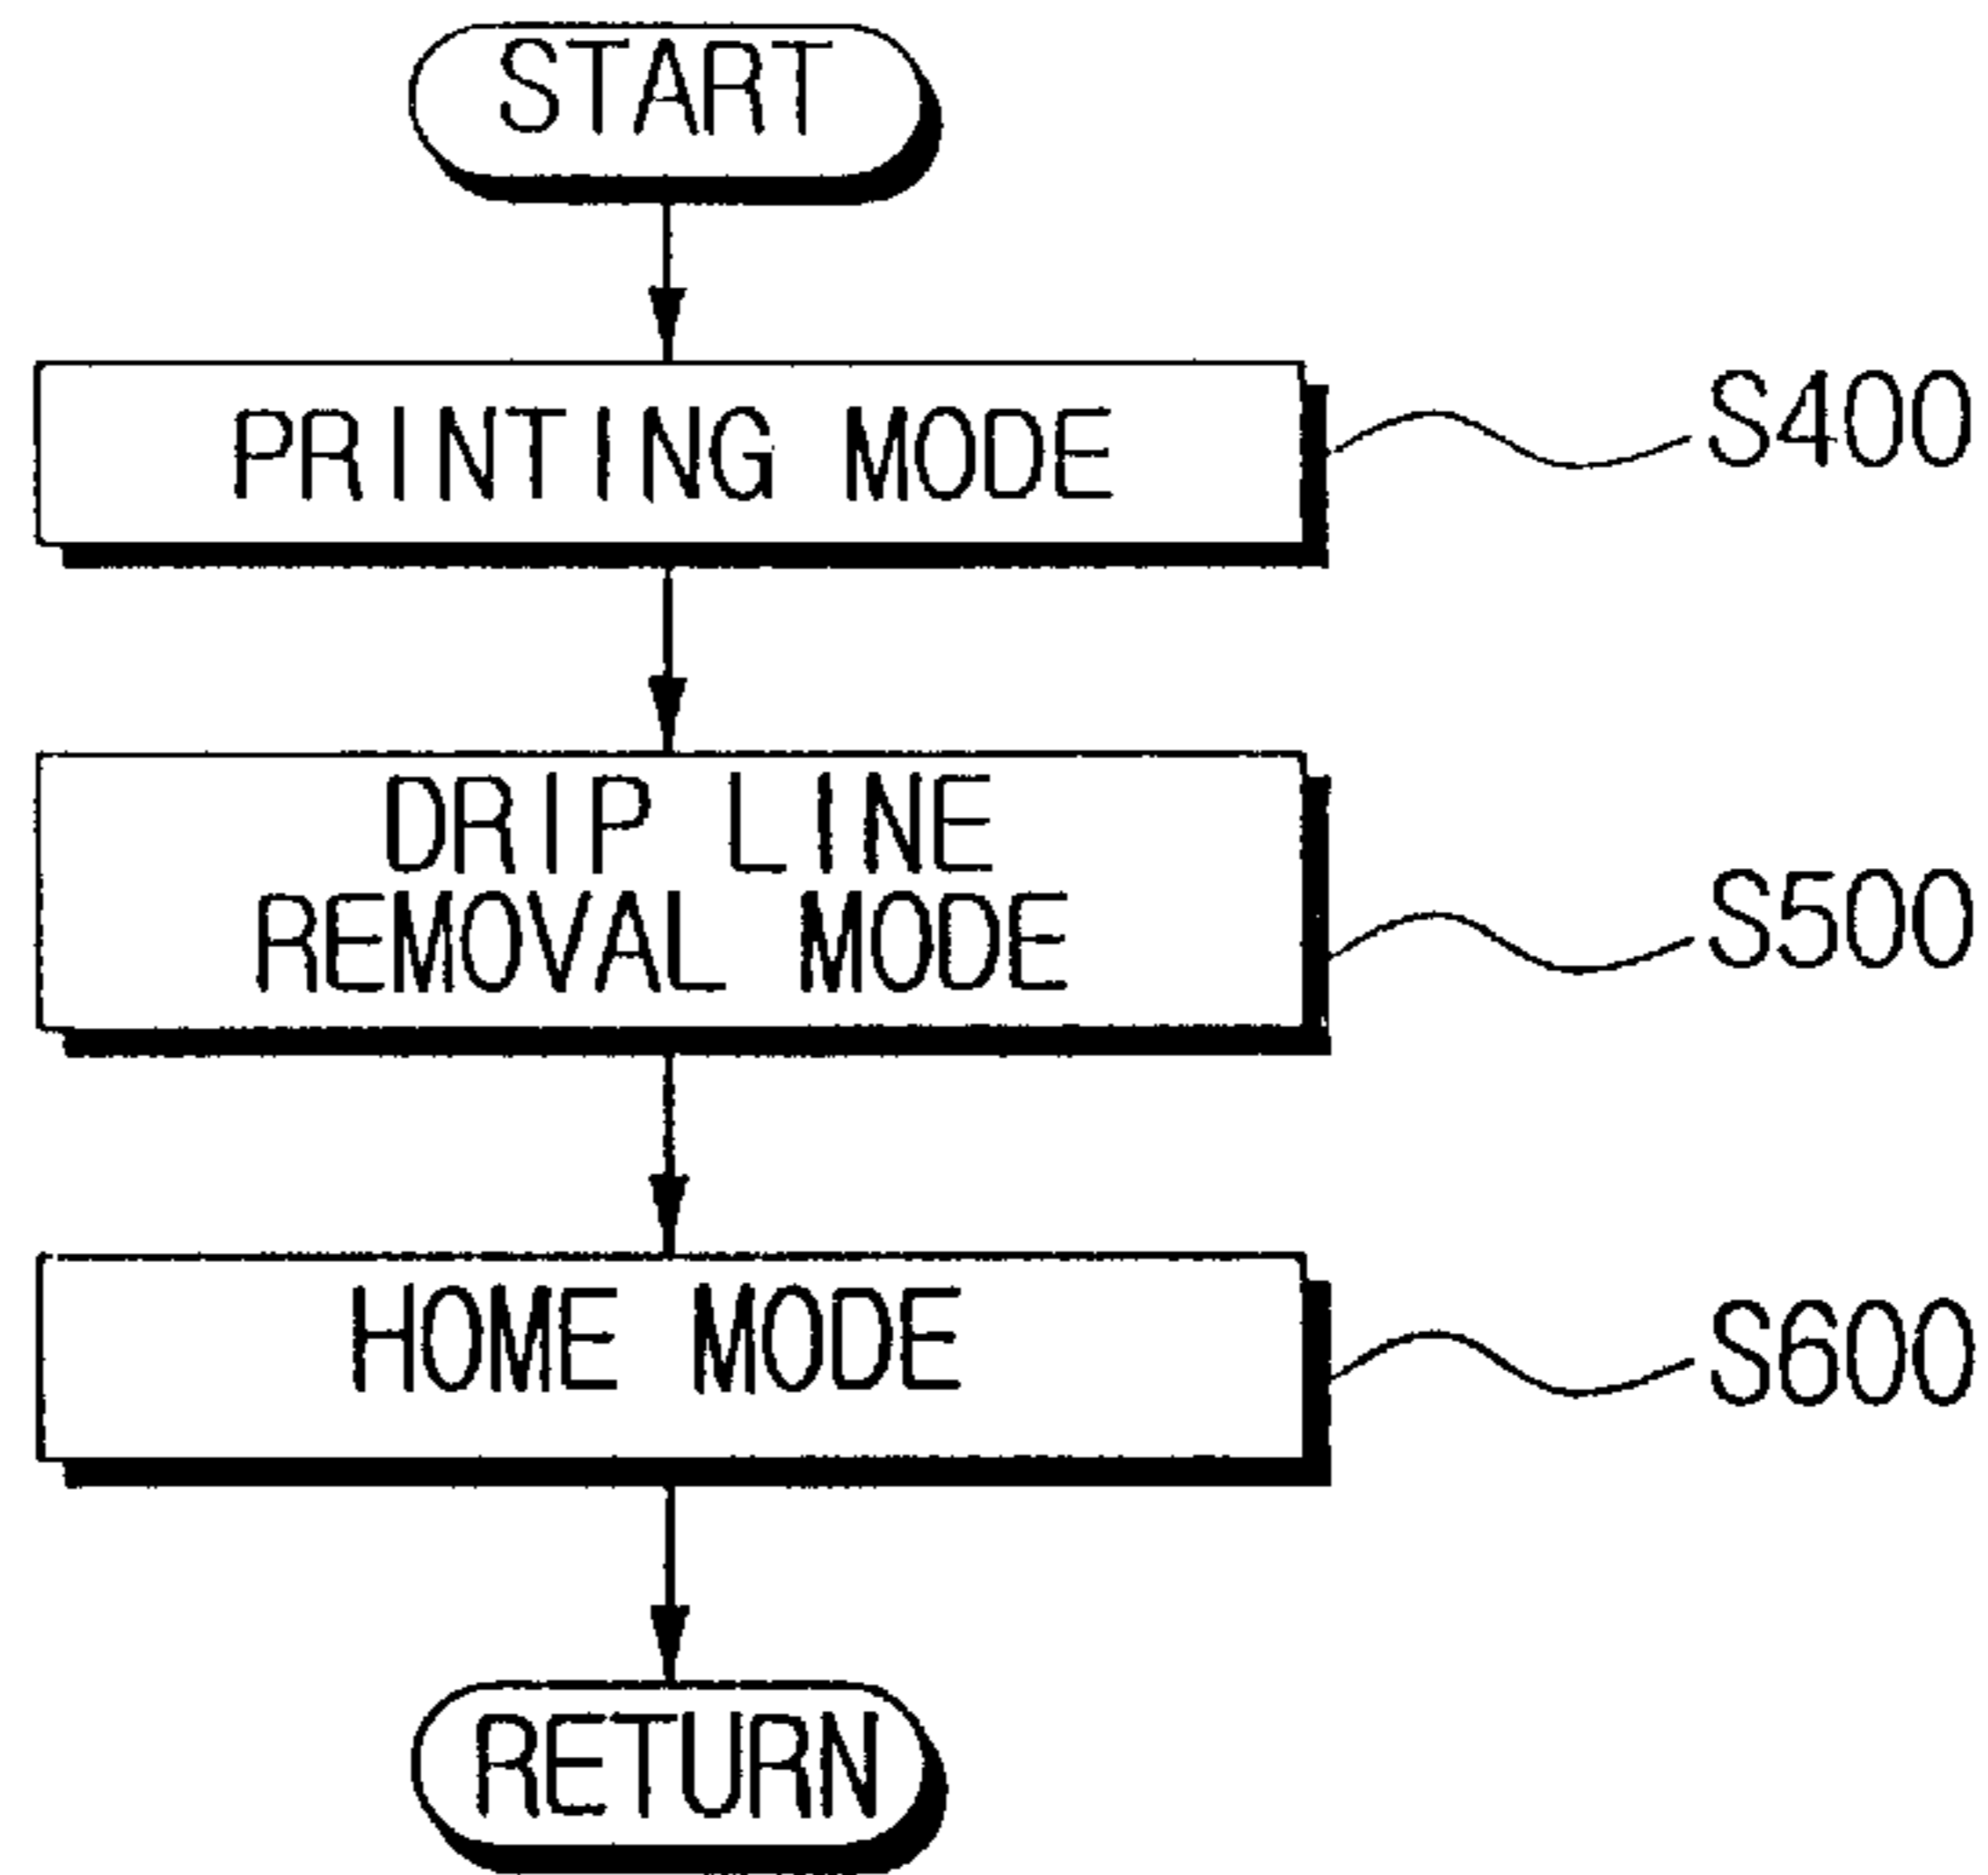 START
PRINTING MODE
S400
DRIP LINE
REMOVAL MODE
S500
HOME MODE
S600
RETURN